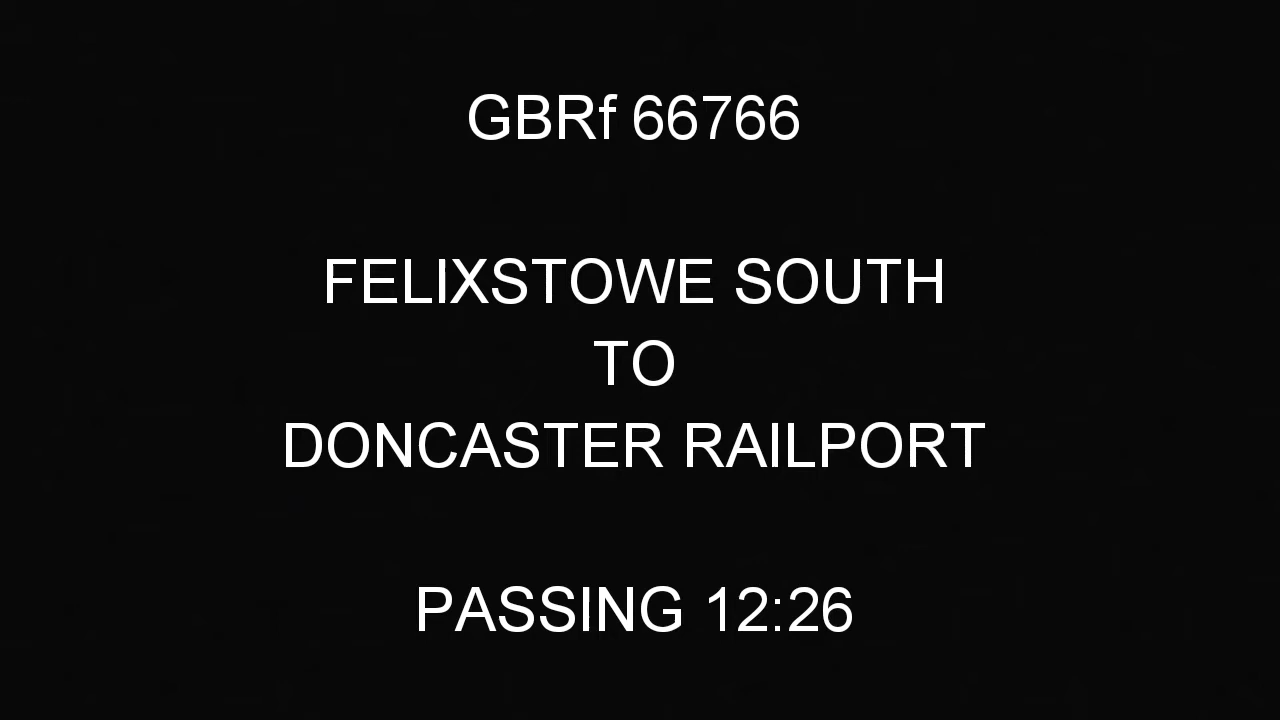 GBRf 66766
FELIXSTOWE SOUTH
TO
DONCASTER RAILPORT
PASSING 12:26